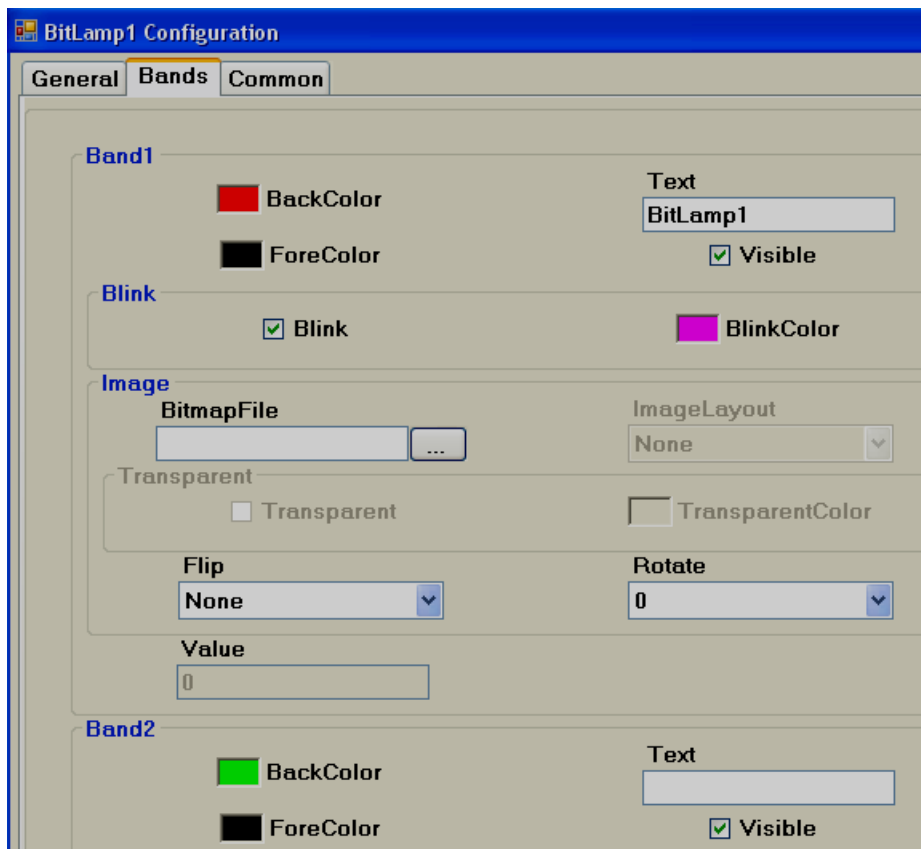 BitLamp1 Configuration
General Bands Common
Band1
BackColor
Text
BitLamp1
ForeColor
Visible
Blink
Blink
BlinkColor
Image
BitmapFile
ImageLayout
...
None
Transparent
Transparent
TransparentColor
Flip
Rotate
None
0
Value
0
Band2
BackColor
Text
ForeColor
Visible